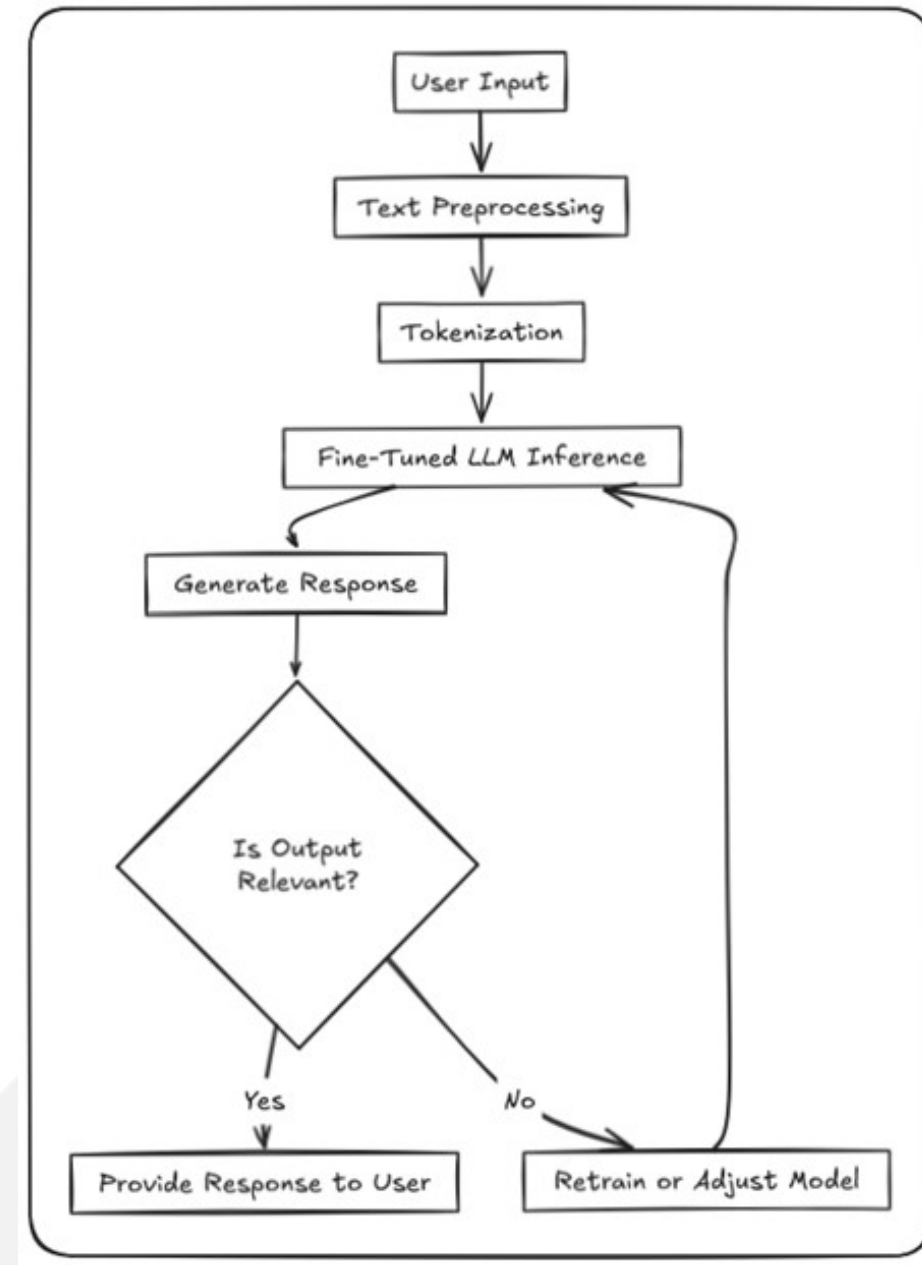 User Input
Text Preprocessing
Tokenization
Fine-Tuned LLM Inference
Generate Response
Is Output
Relevant?
Yes
No
Provide Response to User
Retrain or Adjust Model